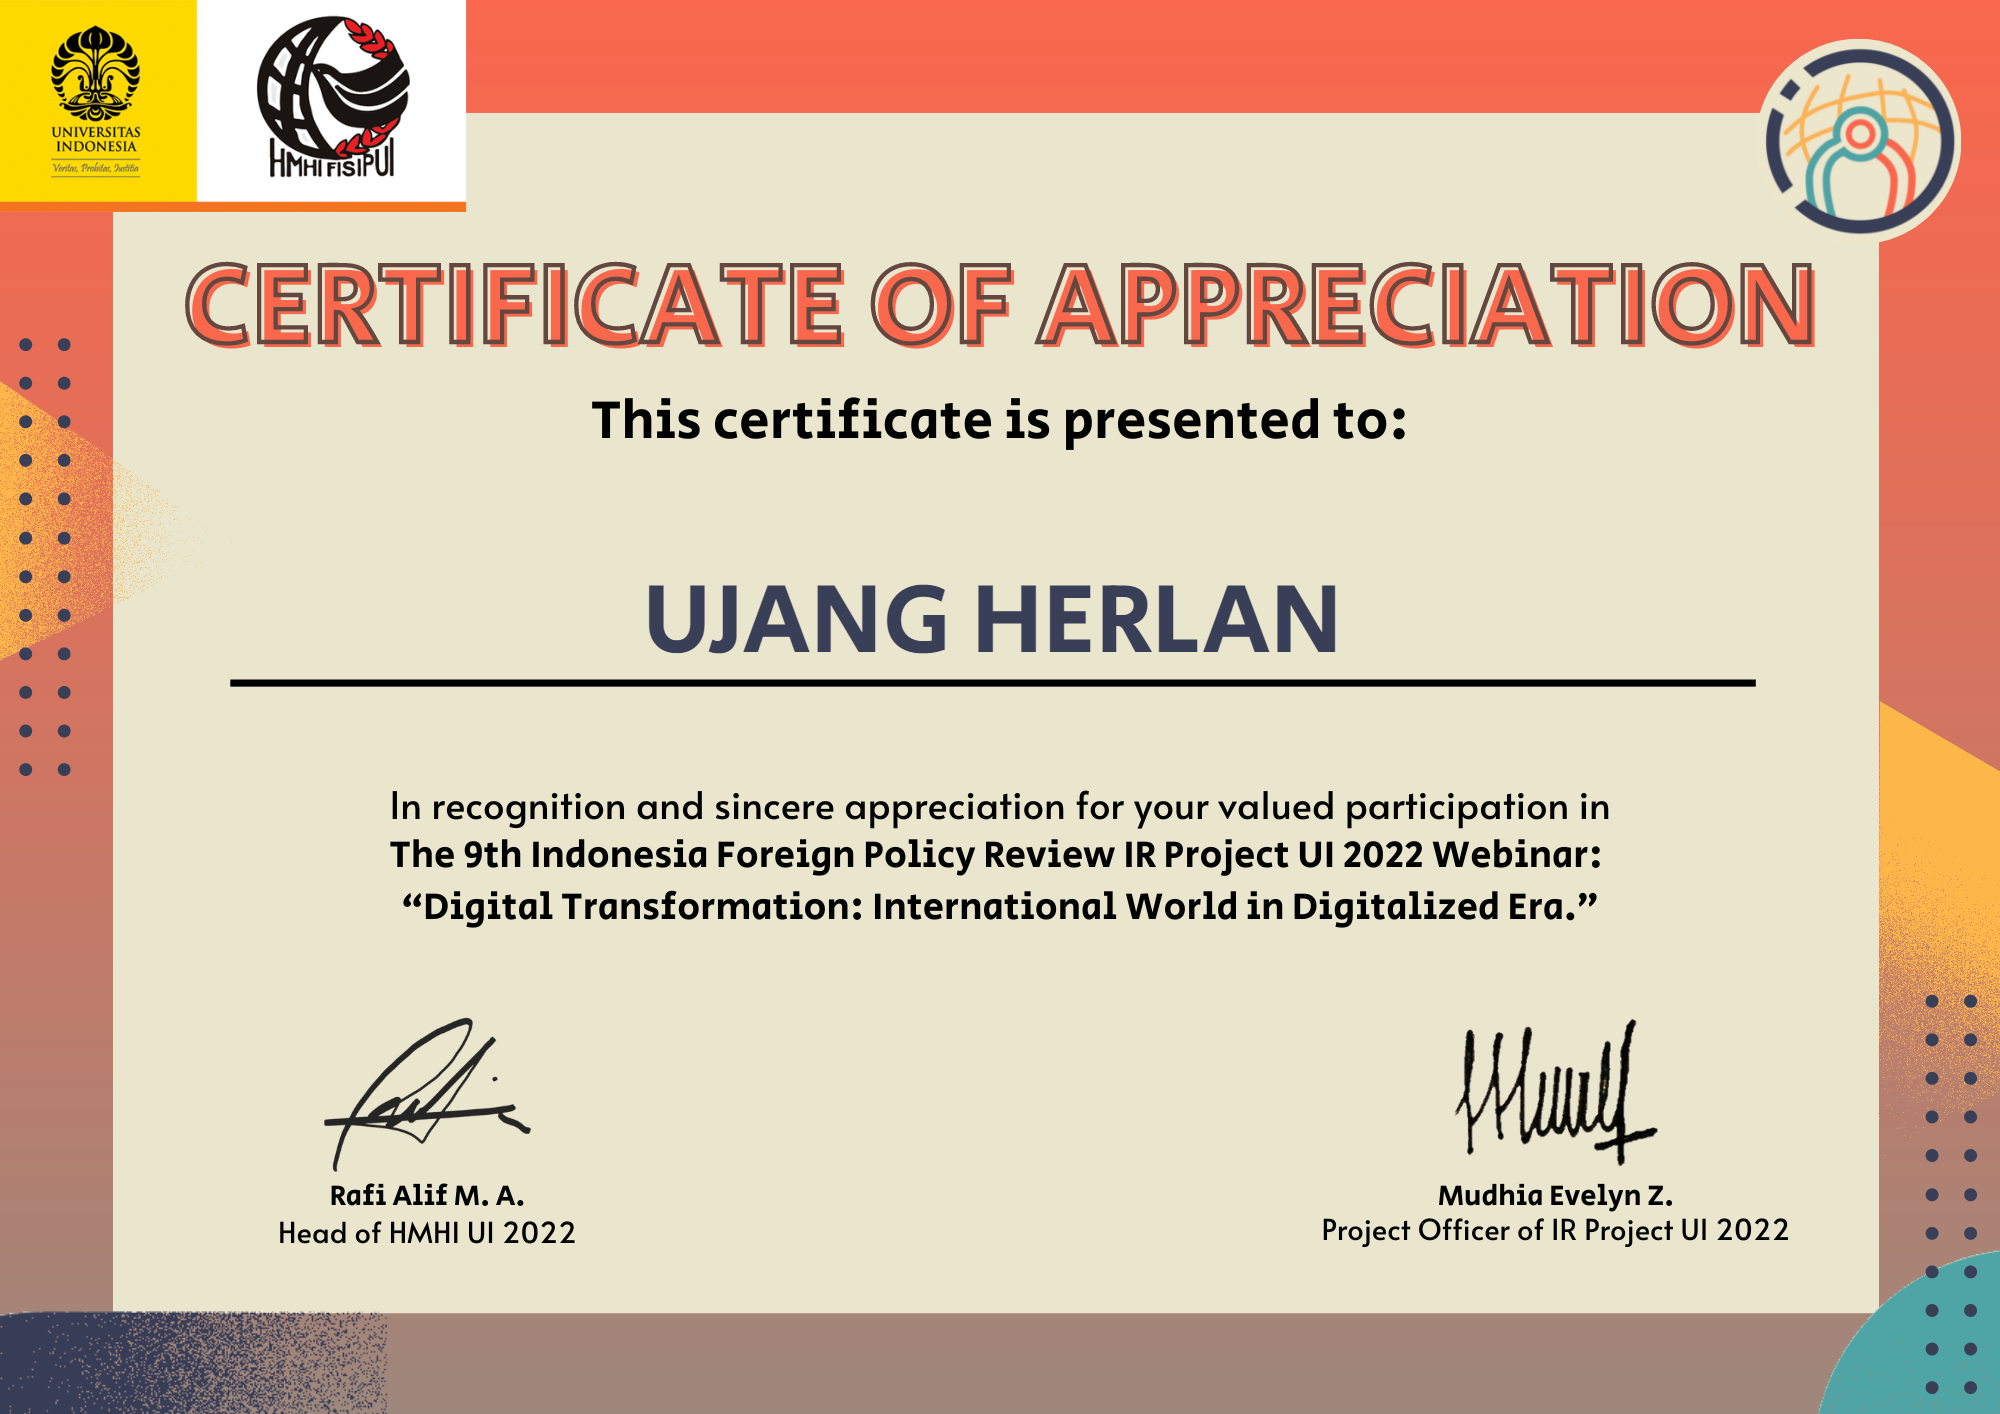 UNIVERSITAS
INDONESIA
Veritas, Probitas, Justitia
HMHI FISIP UI
CERTIFICATE OF APPRECIATION
This certificate is presented to:
UJANG HERLAN
In recognition and sincere appreciation for your valued participation in
The 9th Indonesia Foreign Policy Review IR Project UI 2022 Webinar:
“Digital Transformation: International World in Digitalized Era.”
Rafi Alif M. A.
Head of HMHI UI 2022
Mudhia Evelyn Z.
Project Officer of IR Project UI 2022